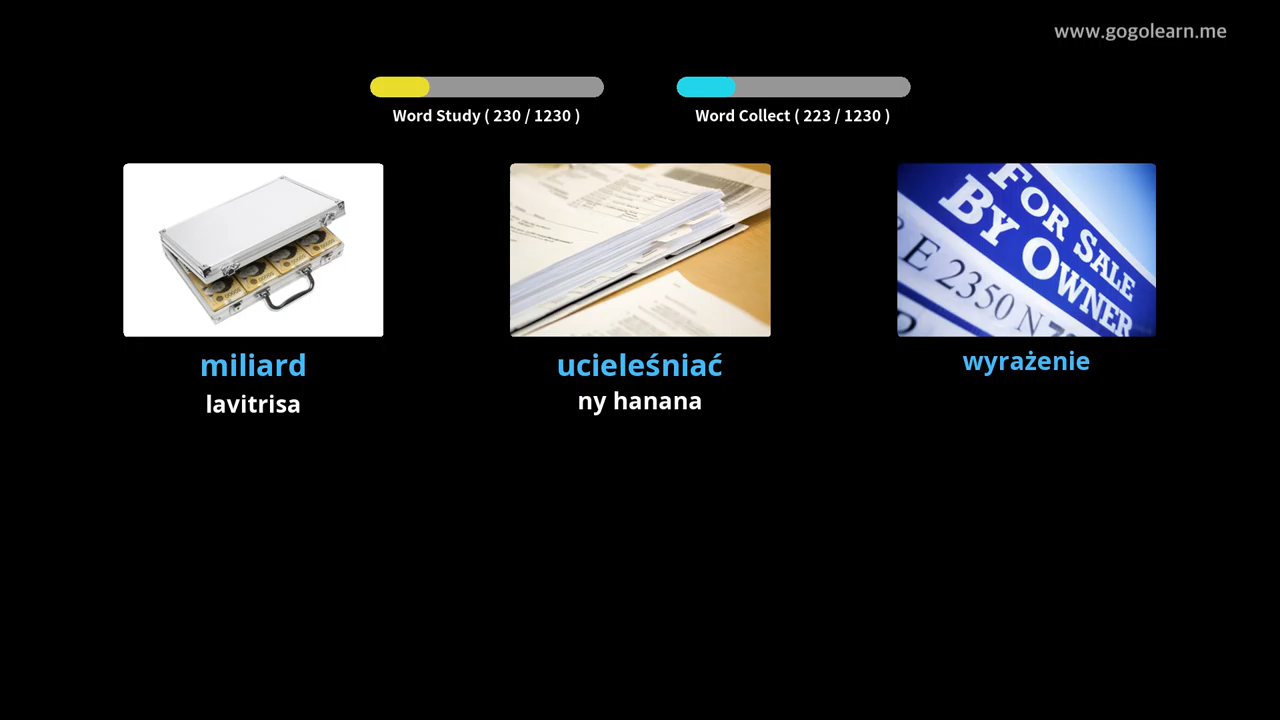 www.gogolearn.me
Word Study ( 230 / 1230 )
Word Collect ( 223 / 1230 )
FOR SALE
BY OWNER
E 2350 N
miliard
lavitrisa
ucieleśniać
ny hanana
wyrażenie